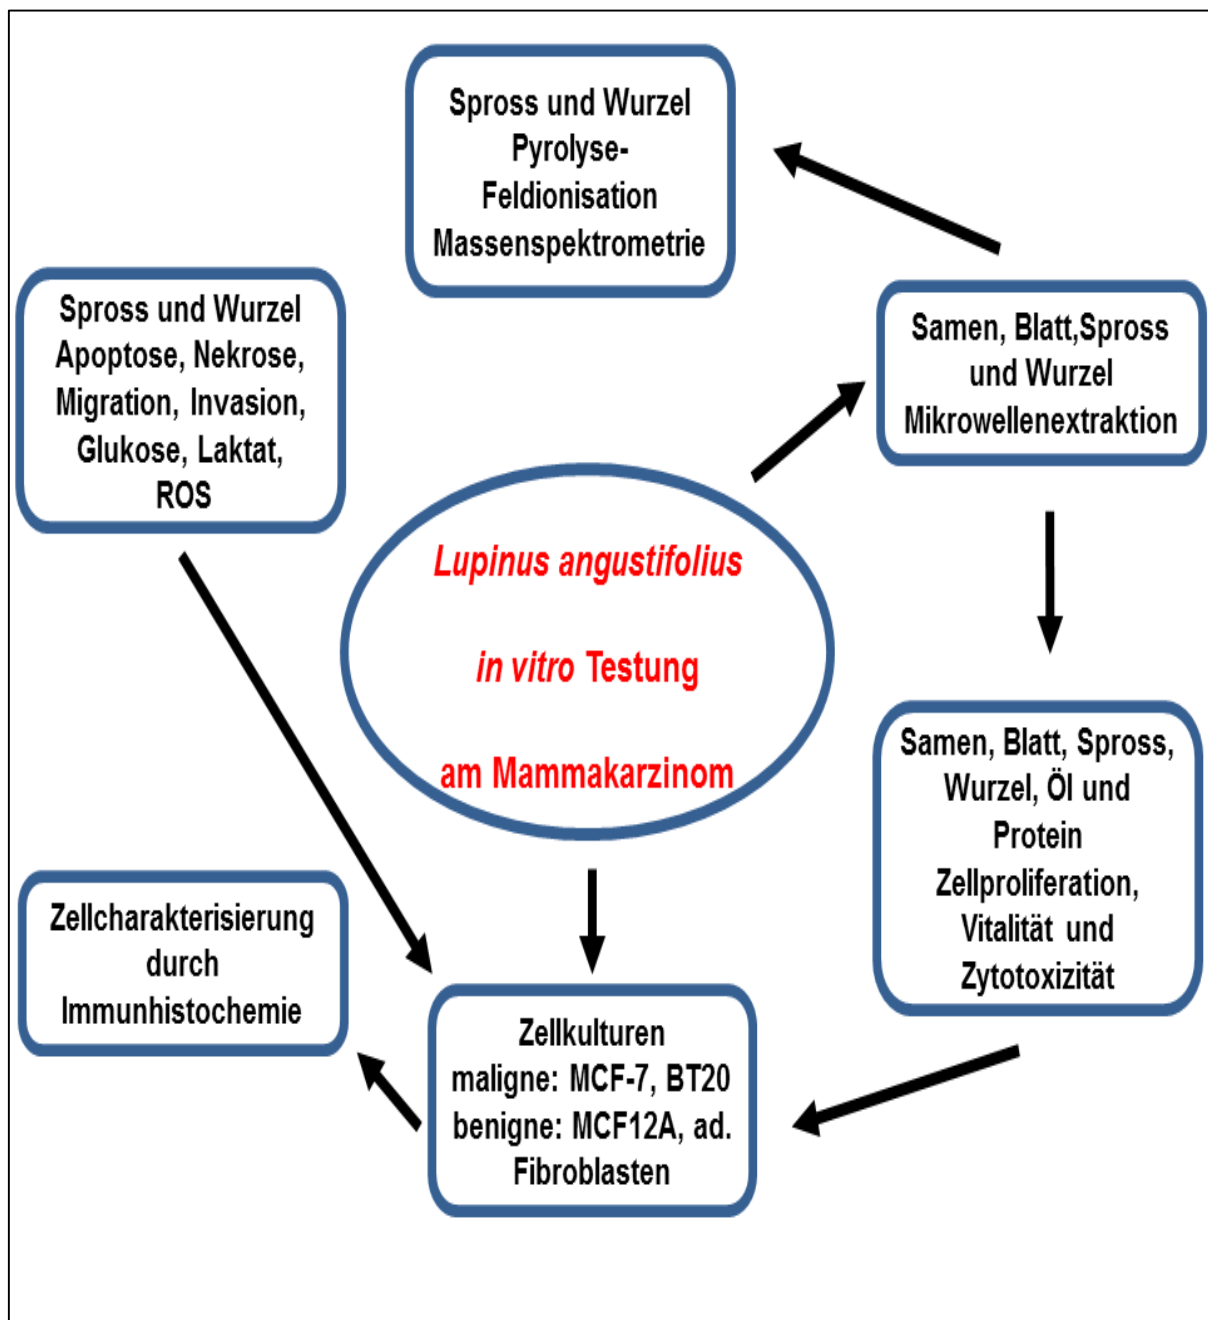 Spross und Wurzel
Pyrolyse-
Feldionisation
Massenspektrometrie
Spross und Wurzel
Apoptose, Nekrose,
Migration, Invasion,
Glukose, Laktat,
ROS
Samen, Blatt,Spross
und Wurzel
Mikrowellenextraktion
Lupinus angustifolius
in vitro Testung
am Mammakarzinom
Samen, Blatt, Spross,
Wurzel, Öl und
Protein
Zellproliferation,
Vitalität und
Zytotoxizität
Zellcharakterisierung
durch
Immunhistochemie
Zellkulturen
maligne: MCF-7, BT20
benigne: MCF12A, ad.
Fibroblasten